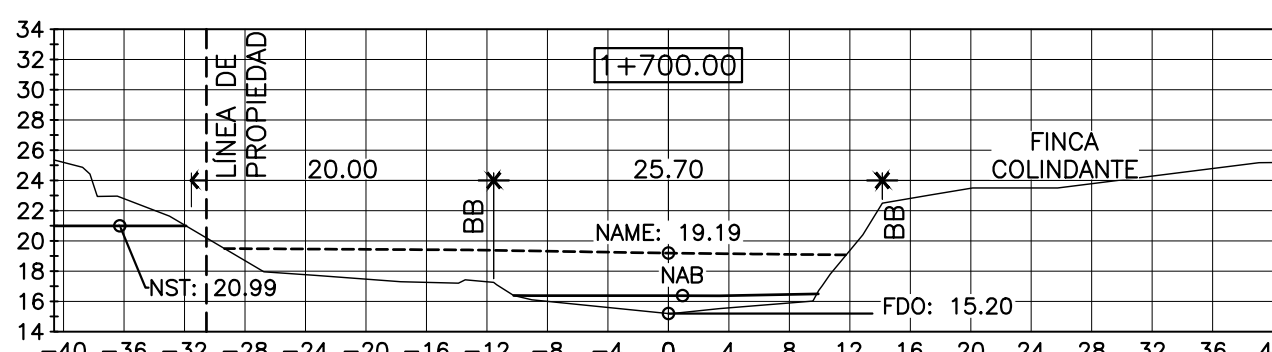 34
32
30
28
26
24
22
20
18
16
14
1+700.00
LÍNEA DE
PROPIEDAD
20.00
25.70
FINCA
COLINDANTE
BB
BB
NAME: 19.19
NAB
NST: 20.99
FDO: 15.20
-40 -36 -32 -28 -24 -20 -16 -12 -8 -4 0 4 8 12 16 20 24 28 32 36